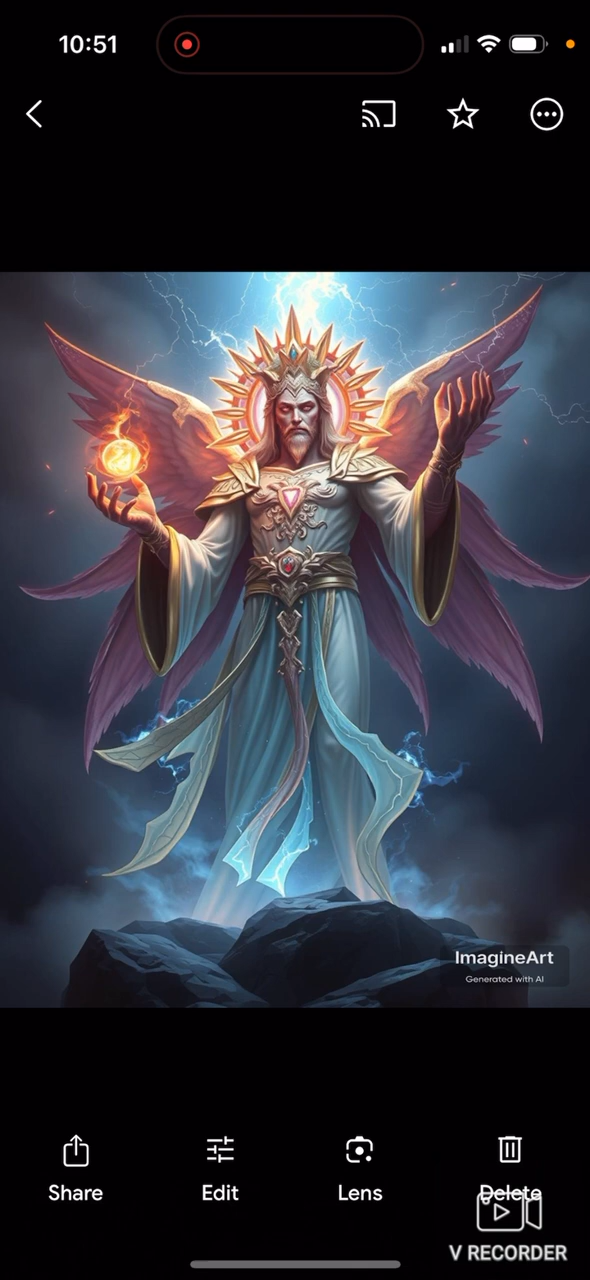 10:51
ImagineArt
Generated with AI
Share
Edit
Lens
Delete
V RECORDER